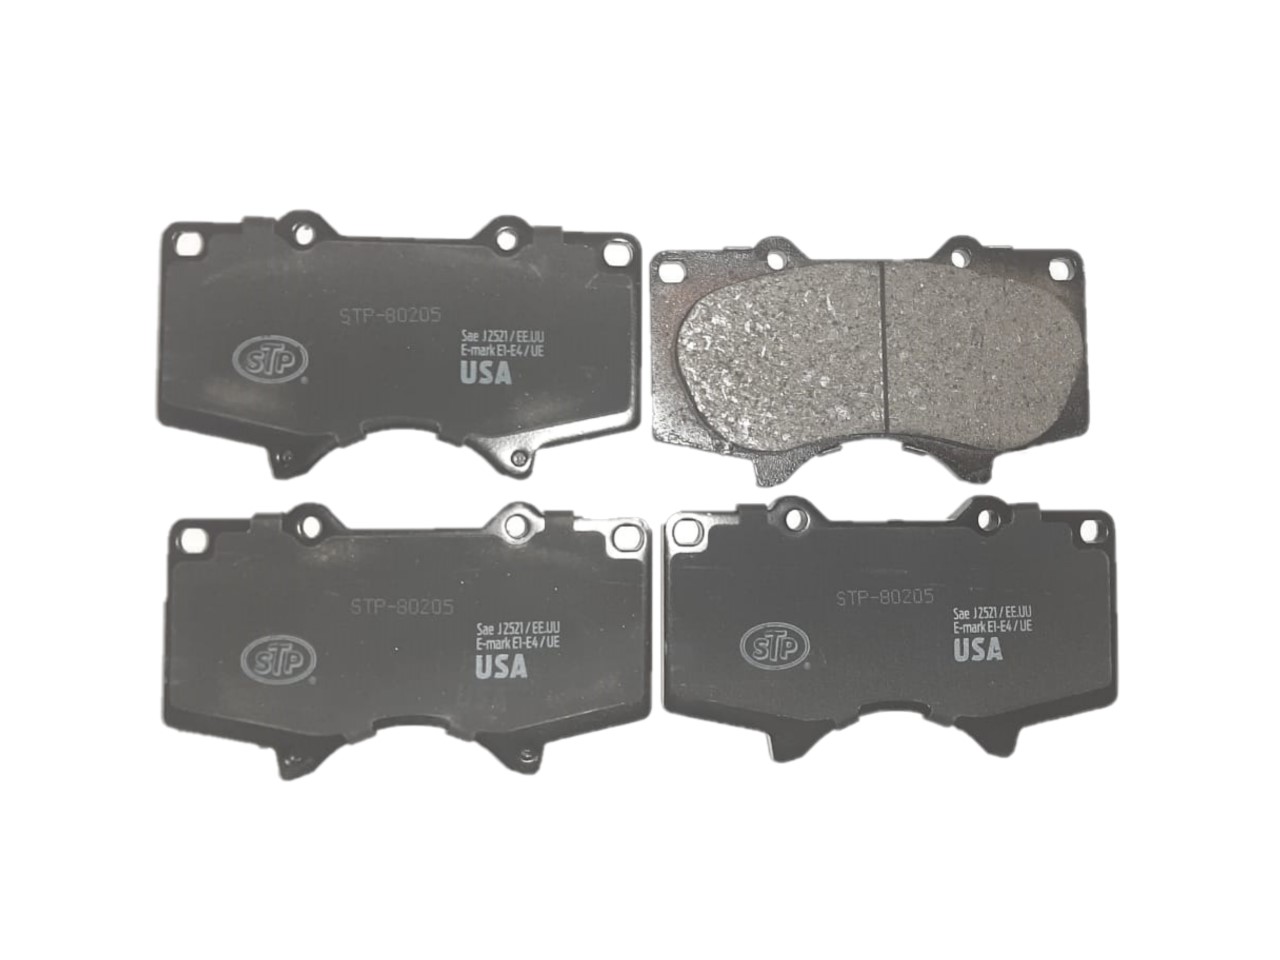 STP-80205
STP
®
Sae J2521/EE.UU
E-mark E1-E4/UE
USA
STP-80205
STP
®
Sae J2521/EE.UU
E-mark E1-E4/UE
USA
STP-80205
STP
®
Sae J2521/EE.UU
E-mark E1-E4/UE
USA